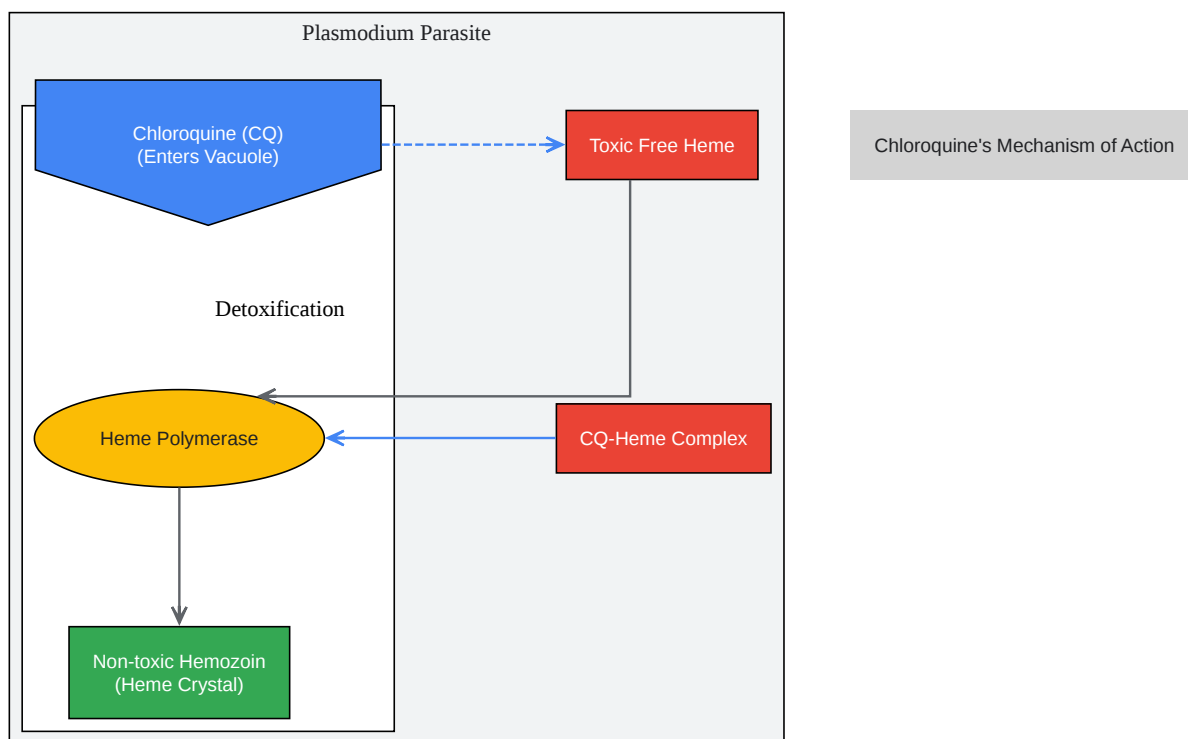 Plasmodium Parasite
Chloroquine (CQ)
(Enters Vacuole)
Toxic Free Heme
Chloroquine's Mechanism of Action
Detoxification
Heme Polymerase
CQ-Heme Complex
Non-toxic Hemozoin
(Heme Crystal)